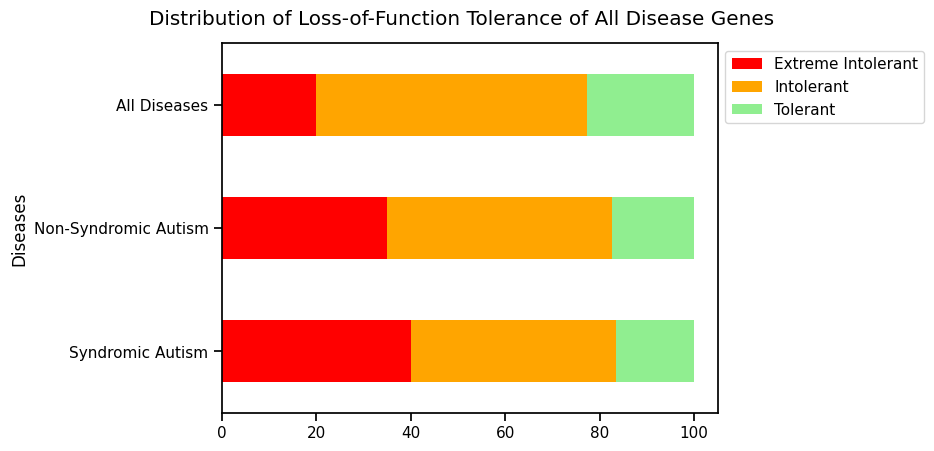 Distribution of Loss-of-Function Tolerance of All Disease Genes
Extreme Intolerant
Intolerant
Tolerant
Diseases
All Diseases
Non-Syndromic Autism
Syndromic Autism
0 20 40 60 80 100